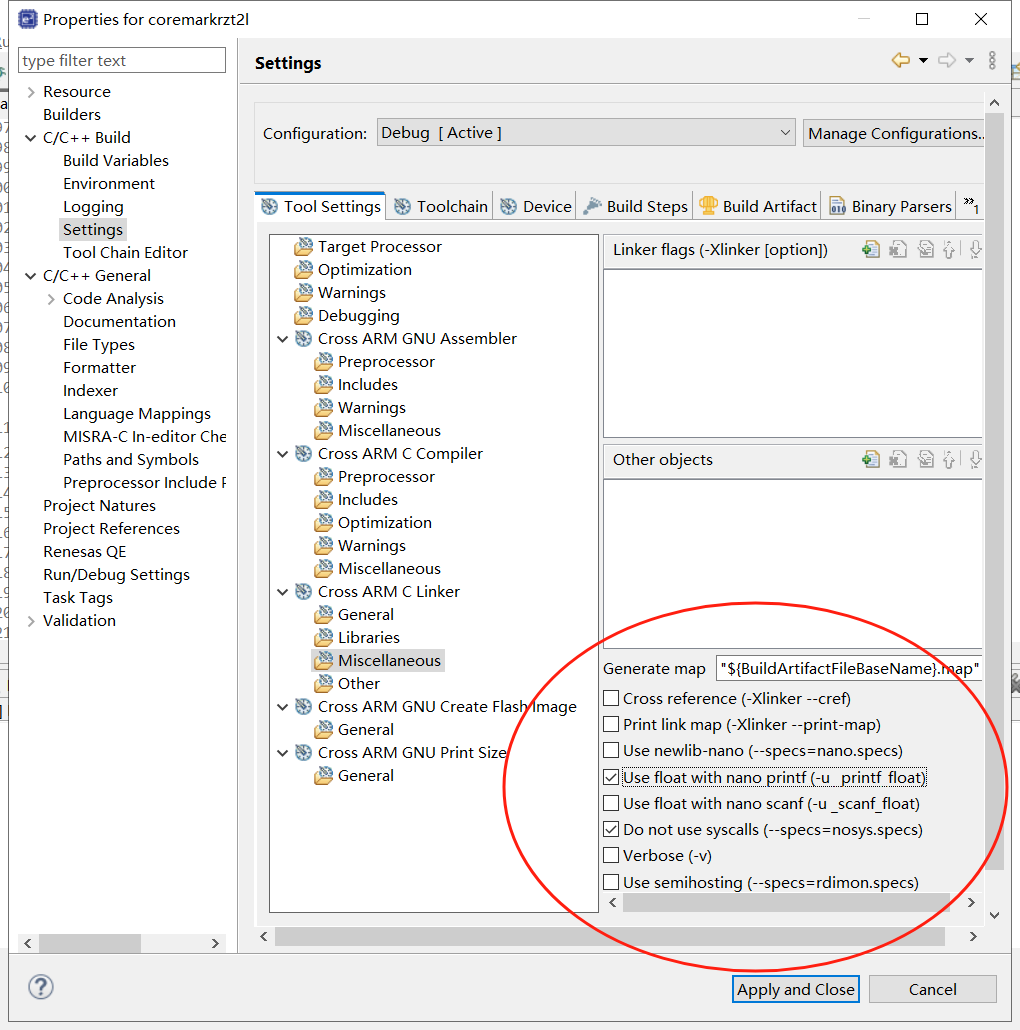 Properties for coremarkrzt2l
type filter text
Resource
Builders
C/C++ Build
Build Variables
Environment
Logging
Settings
Tool Chain Editor
C/C++ General
Code Analysis
Documentation
File Types
Formatter
Indexer
Language Mappings
MISRA-C In-editor Che
Paths and Symbols
Preprocessor Include
Project Natures
Project References
Renesas QE
Run/Debug Settings
Task Tags
Validation
Settings
Configuration:
Debug [ Active ]
Manage Configurations..
Tool Settings
Toolchain
Device
Build Steps
Build Artifact
Binary Parsers
»1
Target Processor
Optimization
Warnings
Debugging
Cross ARM GNU Assembler
Preprocessor
Includes
Warnings
Miscellaneous
Cross ARM C Compiler
Preprocessor
Includes
Optimization
Warnings
Miscellaneous
Cross ARM C Linker
General
Libraries
Miscellaneous
Other
Cross ARM GNU Create Flash Image
General
Cross ARM GNU Print Size
General
Linker flags (-Xlinker [option])
Other objects
Generate map
"${BuildArtifactFileBaseName}.map"
Cross reference (-Xlinker --cref)
Print link map (-Xlinker --print-map)
Use newlib-nano (--specs=nano.specs)
Use float with nano printf (-u _printf_float)
Use float with nano scanf (-u _scanf_float)
Do not use syscalls (--specs=nosys.specs)
Verbose (-v)
Use semihosting (--specs=rdimon.specs)
?
Apply and Close
Cancel